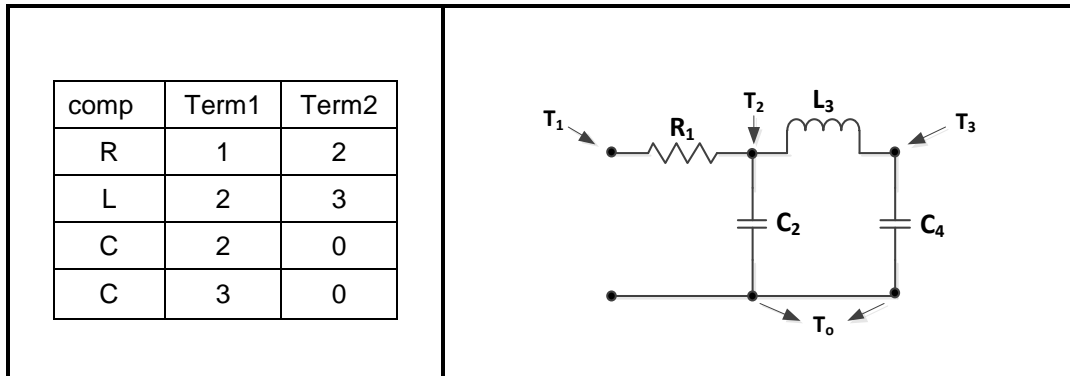 comp Term1 Term2
R 1 2
L 2 3
C 2 0
C 3 0
T₁
R₁
T₂
L₃
T₃
C₂
C₄
Tₒ